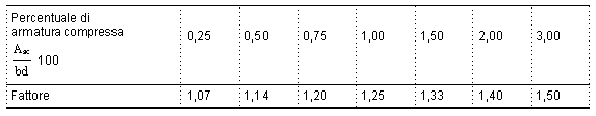 Percentuale di
armatura compressa
0,25 0,50 0,75 1,00 1,50 2,00 3,00
Asc
bd
100
Fattore 1,07 1,14 1,20 1,25 1,33 1,40 1,50